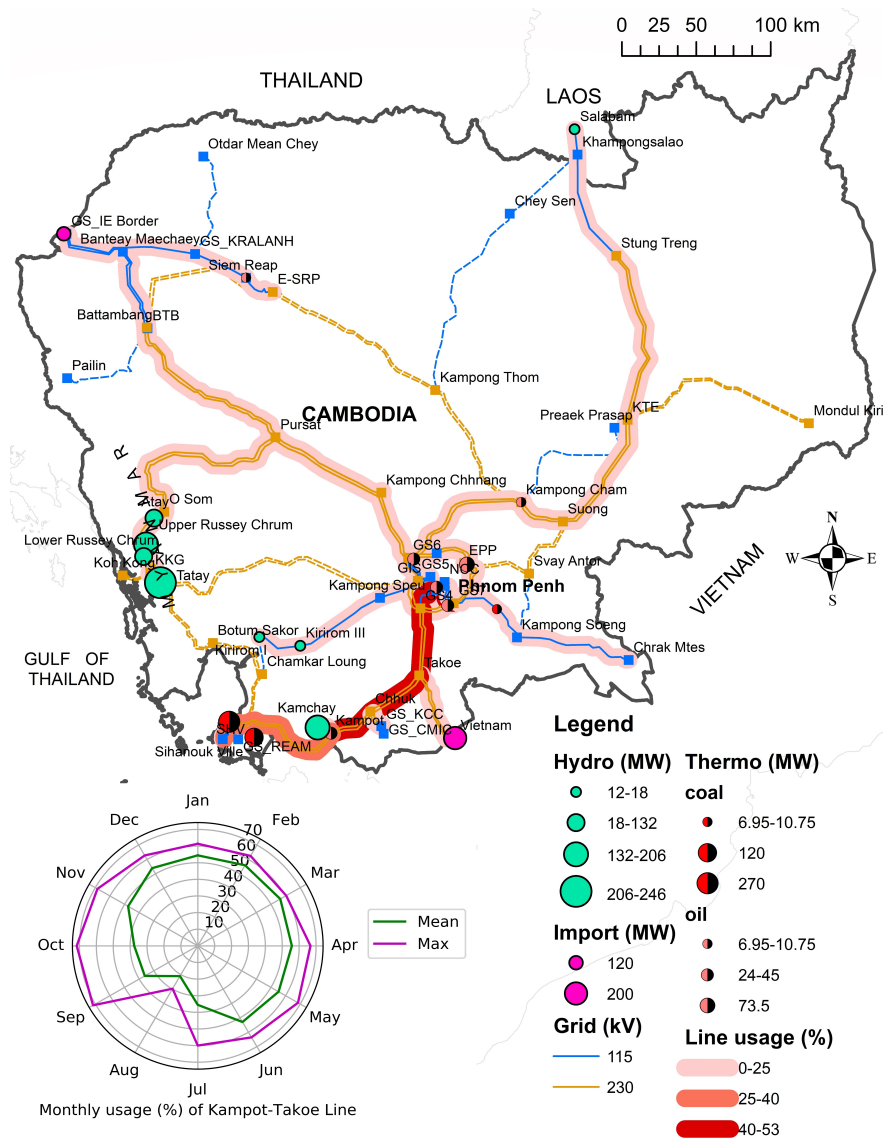 0 25 50 100 km
THAILAND
LAOS
Salabam
Khampongsalao
Otdar Mean Chey
Chey Sen
GS_IE Border
Banteay Maechaey
GS_KRALANH
Stung Treng
Siem Reap
E-SRP
Battambang
BTB
Pailin
Kampong Thom
CAMBODIA
Preaek Prasap
KTE
Mondul Kiri
Pursat
MYANMAR
Kampong Chhnang
Kampong Cham
Suong
Atay
O Som
Upper Russey Chrum
Lower Russey Chrum
KKG
Koh Kong
Tatay
GS6
EPP
GIS
GS5
NCC
Svay Antor
Kampong Speu
Phnom Penh
GS4
GS7
VIETNAM
N
W
E
S
Botum Sakor
Kirirom III
Kampong Soeng
Chrak Mtes
Kirirom I
Chamkar Loung
Takoe
GULF OF
THAILAND
Kamchay
Chhuk
Kampot
GS_KCC
GS_CMIC
Vietnam
SHV
Sihanouk Ville
GS_REAM
Legend
Hydro (MW)
12-18
18-132
132-206
206-246
Import (MW)
120
200
Grid (kV)
115
230
Thermo (MW)
coal
6.95-10.75
120
270
oil
6.95-10.75
24-45
73.5
Line usage (%)
0-25
25-40
40-53
Jan
Feb
Mar
Apr
May
Jun
Jul
Aug
Sep
Oct
Nov
Dec
70
60
50
40
30
20
10
Mean
Max
Monthly usage (%) of Kampot-Takoe Line